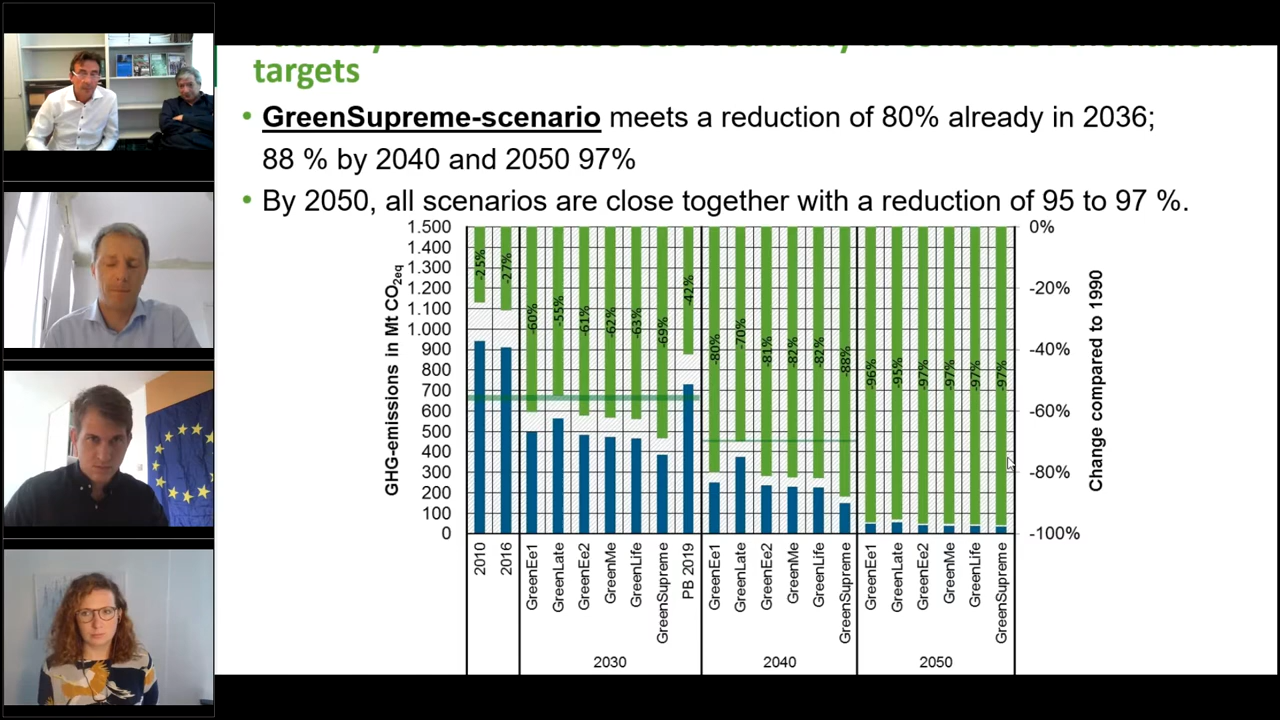 targets
• GreenSupreme-scenario meets a reduction of 80% already in 2036;
88 % by 2040 and 2050 97%
• By 2050, all scenarios are close together with a reduction of 95 to 97 %.
GHG-emissions in Mt CO2eq
1.500
1.400
1.300
1.200
1.100
1.000
900
800
700
600
500
400
300
200
100
0
-25%
-27%
-60%
-55%
-61%
-62%
-63%
-69%
-42%
-80%
-70%
-81%
-82%
-82%
-88%
-96%
-95%
-97%
-97%
-97%
-97%
0%
-20%
-40%
-60%
-80%
-100%
Change compared to 1990
2010
2016
GreenEe1
GreenLate
GreenEe2
GreenMe
GreenLife
GreenSupreme
PB 2019
GreenEe1
GreenLate
GreenEe2
GreenMe
GreenLife
GreenSupreme
GreenEe1
GreenLate
GreenEe2
GreenMe
GreenLife
GreenSupreme
2030
2040
2050